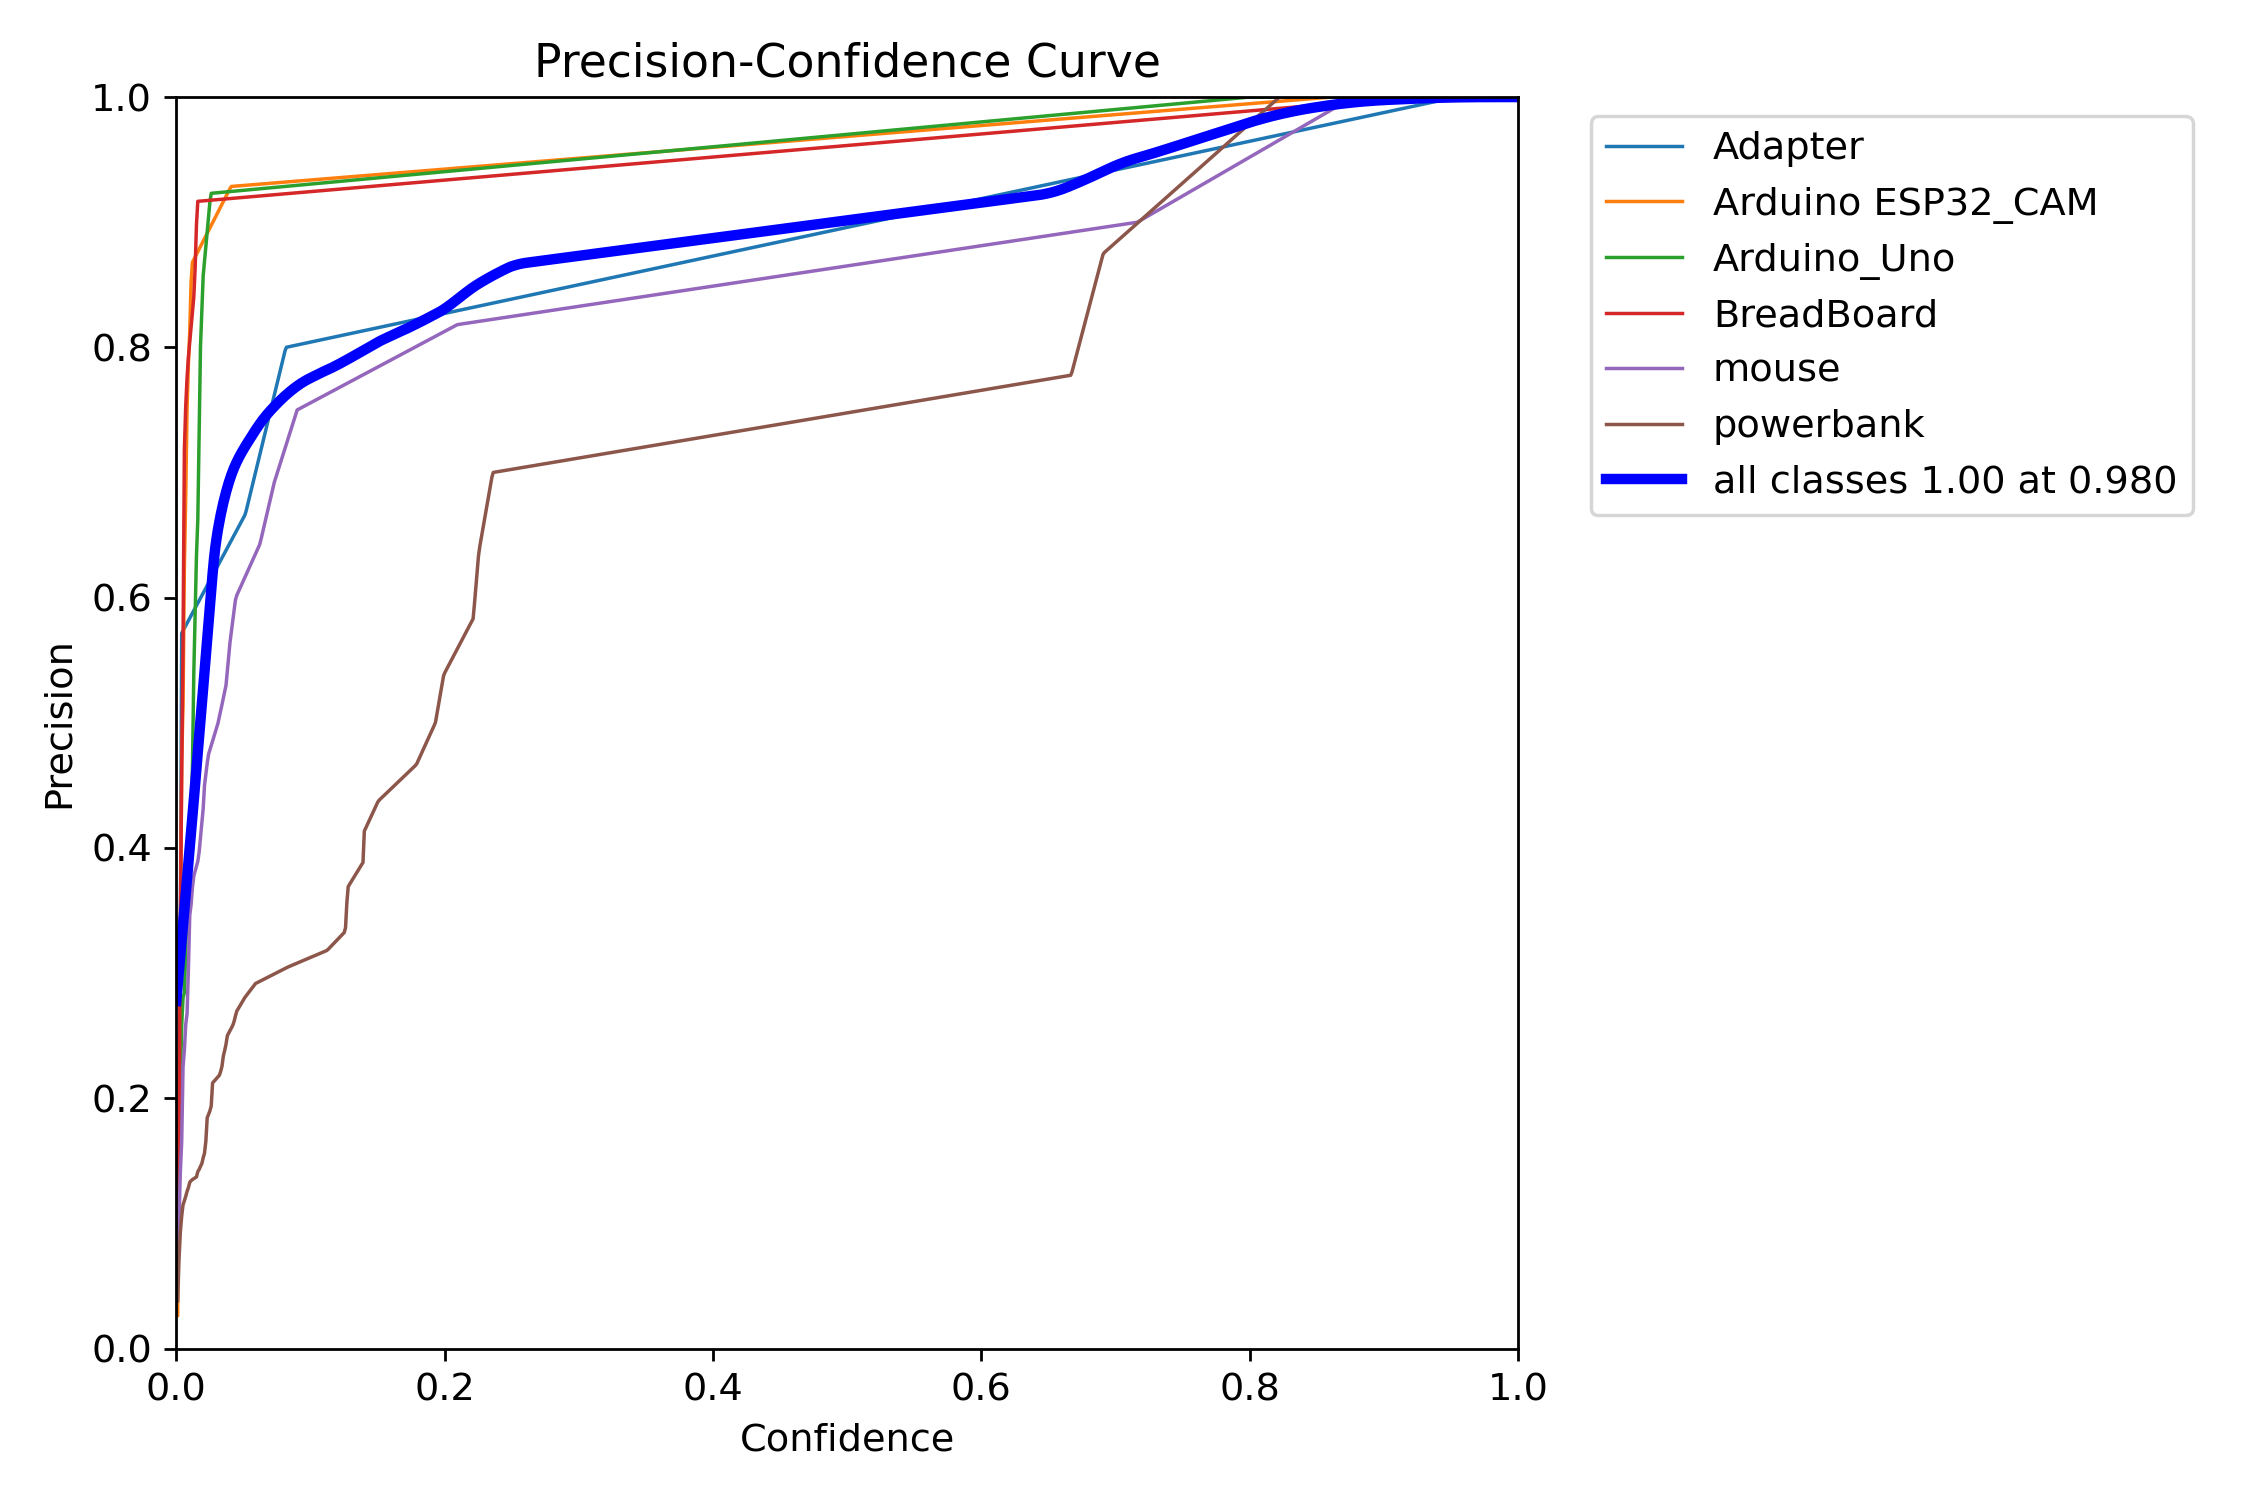 Precision-Confidence Curve
1.0
0.8
0.6
0.4
0.2
0.0
Precision
0.0 0.2 0.4 0.6 0.8 1.0
Confidence
Adapter
Arduino ESP32_CAM
Arduino_Uno
BreadBoard
mouse
powerbank
all classes 1.00 at 0.980